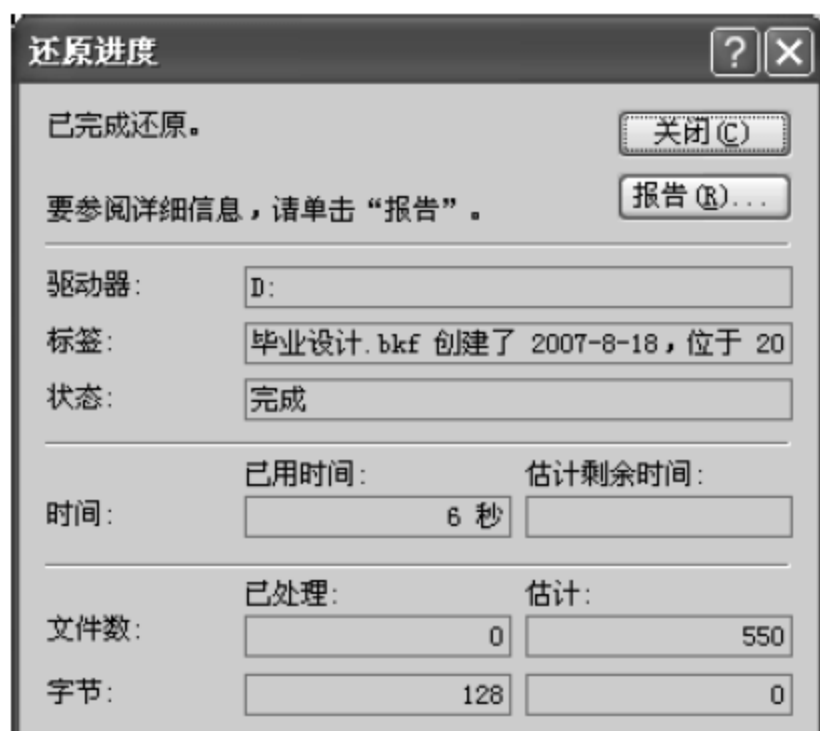 还原进度
已完成还原。
关闭(C)
要参阅详细信息，请单击“报告”。
报告(R)...
驱动器: D:
标签: 毕业设计.bkf 创建了 2007-8-18，位于 20
状态: 完成
已用时间: 估计剩余时间:
时间: 6 秒
已处理: 估计:
文件数: 0 550
字节: 128 0